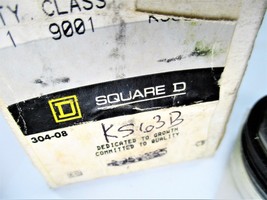 TY CLASS
1 9001
D SQUARE D
304-08
KS63B
DEDICATED TO GROWTH
COMMITTED TO QUALITY